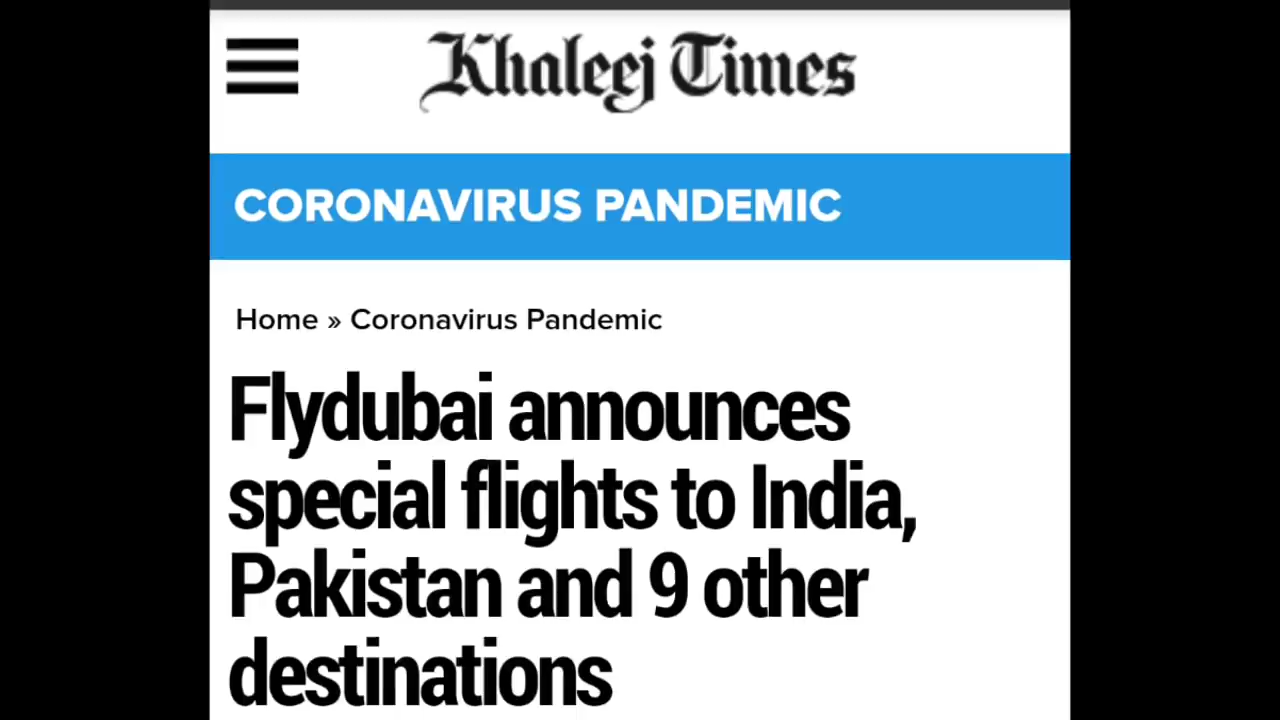 Khaleej Times
CORONAVIRUS PANDEMIC
Home » Coronavirus Pandemic
Flydubai announces
special flights to India,
Pakistan and 9 other
destinations